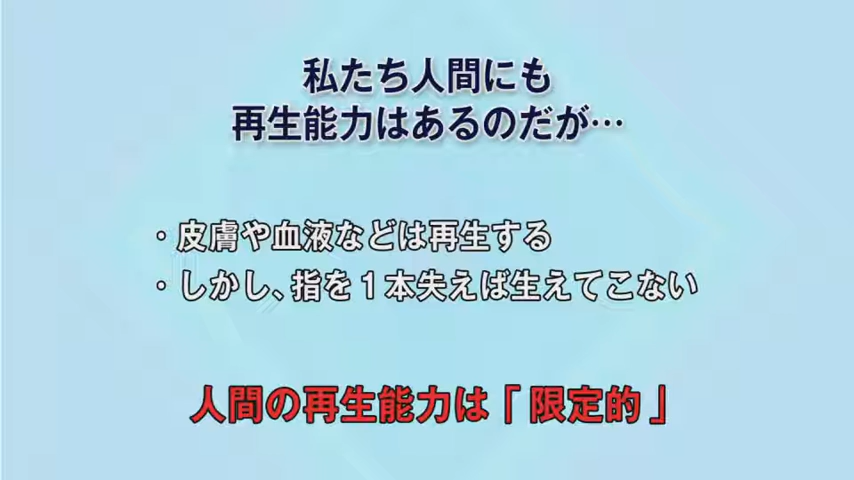 私たち人間にも
再生能力はあるのだが…
・皮膚や血液などは再生する
・しかし、指を１本失えば生えてこない
人間の再生能力は「限定的」